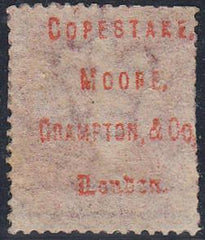 COPESTAKE,
MOORE,
CRAMPTON, & CO,
London.